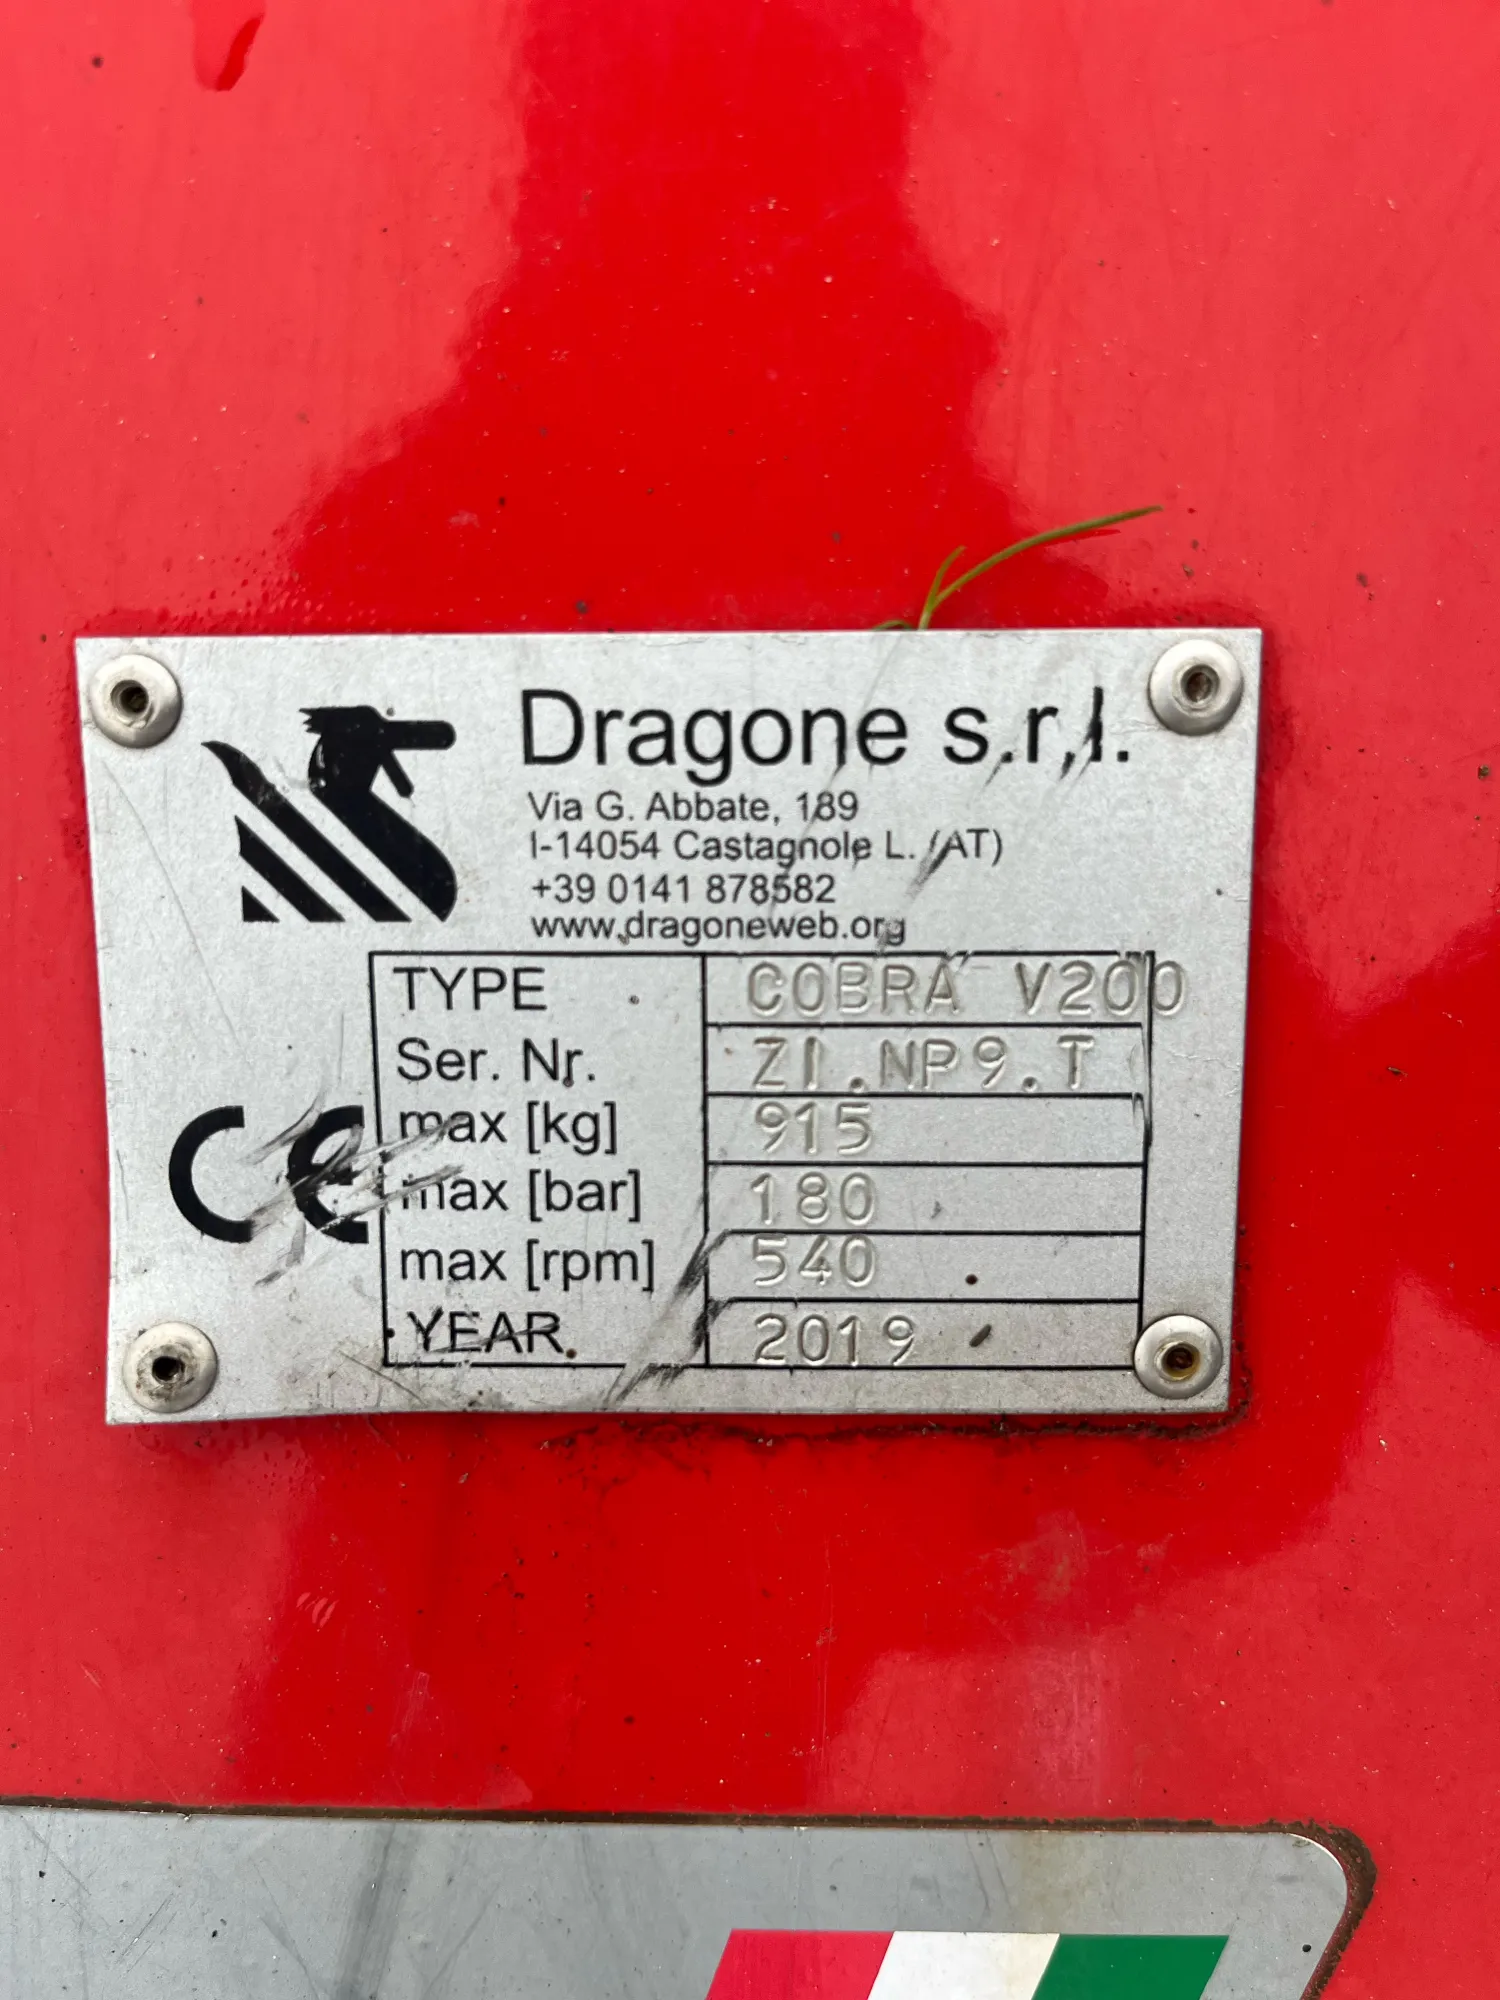 Dragone s.r.l.
Via G. Abbate, 189
I-14054 Castagnole L. (AT)
+39 0141 878582
www.dragoneweb.org
TYPE COBRA V200
Ser. Nr. ZI.NP9.T
CE
max [kg] 915
max [bar] 180
max [rpm] 540
YEAR 2019